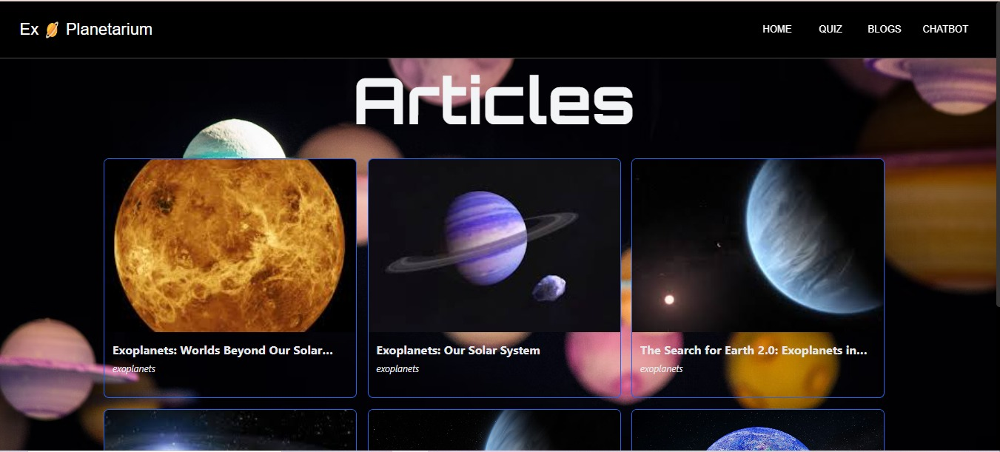 Ex 🪐 Planetarium
HOME QUIZ BLOGS CHATBOT
Articles
Exoplanets: Worlds Beyond Our Solar...
exoplanets
Exoplanets: Our Solar System
exoplanets
The Search for Earth 2.0: Exoplanets in...
exoplanets